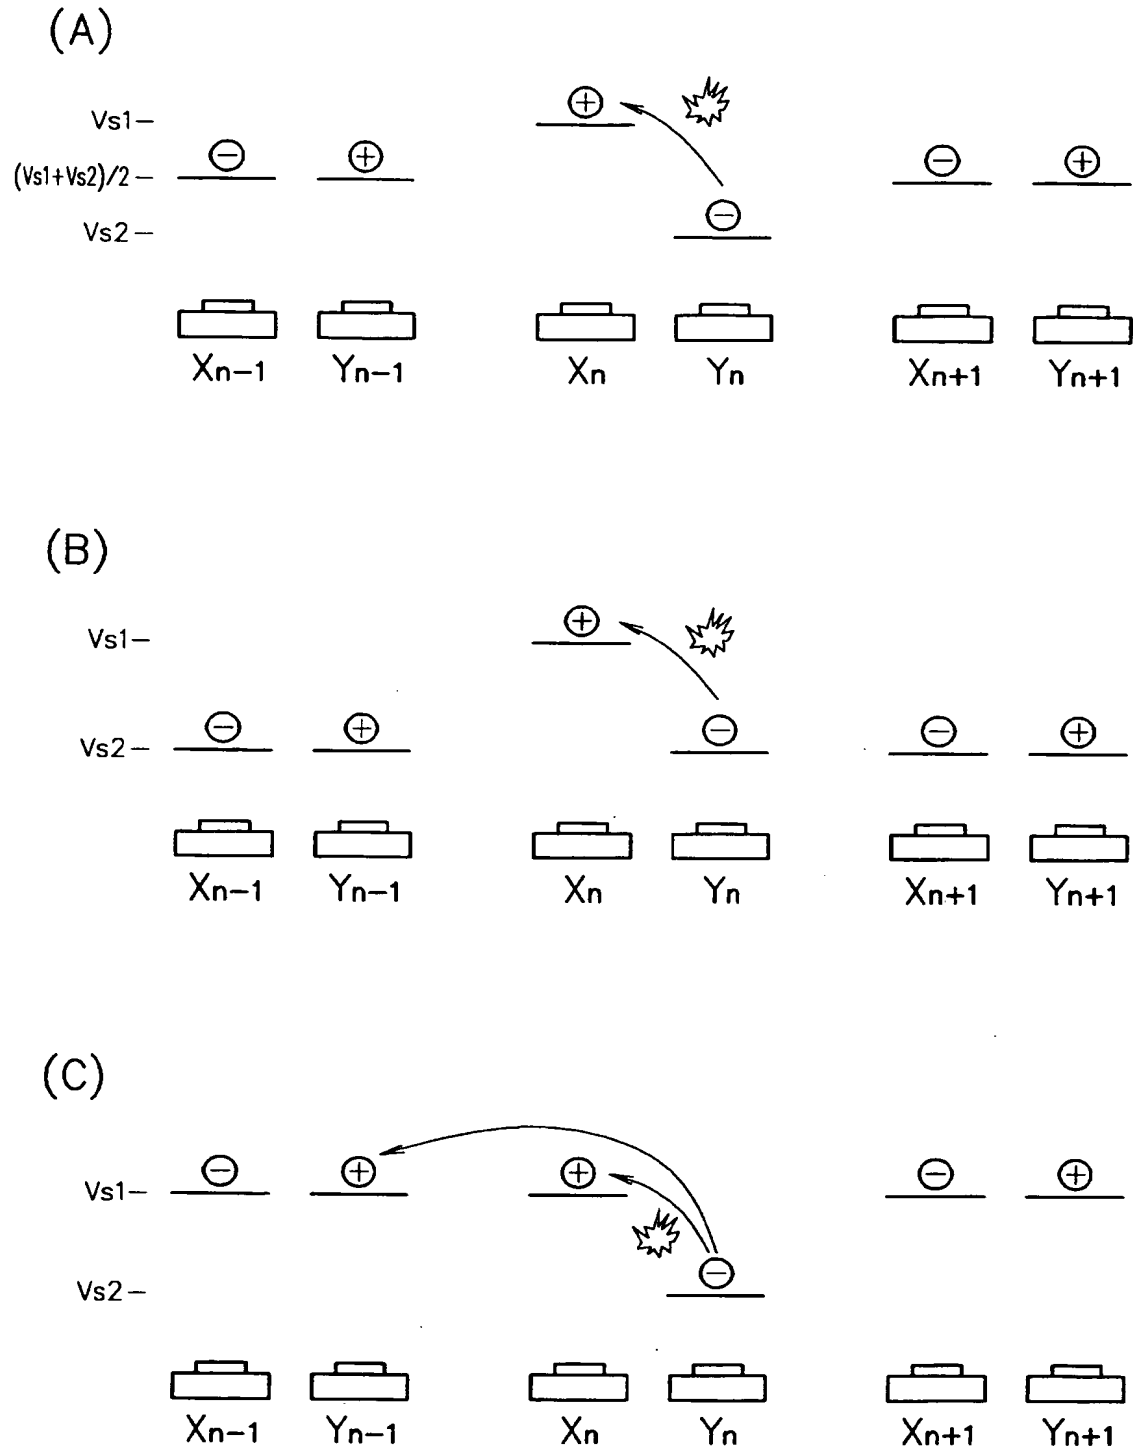 (A)
Vs1
(Vs1+Vs2)/2
Vs2
− + + − − +
Xn−1 Yn−1 Xn Yn Xn+1 Yn+1
(B)
Vs1
Vs2
− + + − − +
Xn−1 Yn−1 Xn Yn Xn+1 Yn+1
(C)
Vs1
− + + − +
Vs2
−
Xn−1 Yn−1 Xn Yn Xn+1 Yn+1